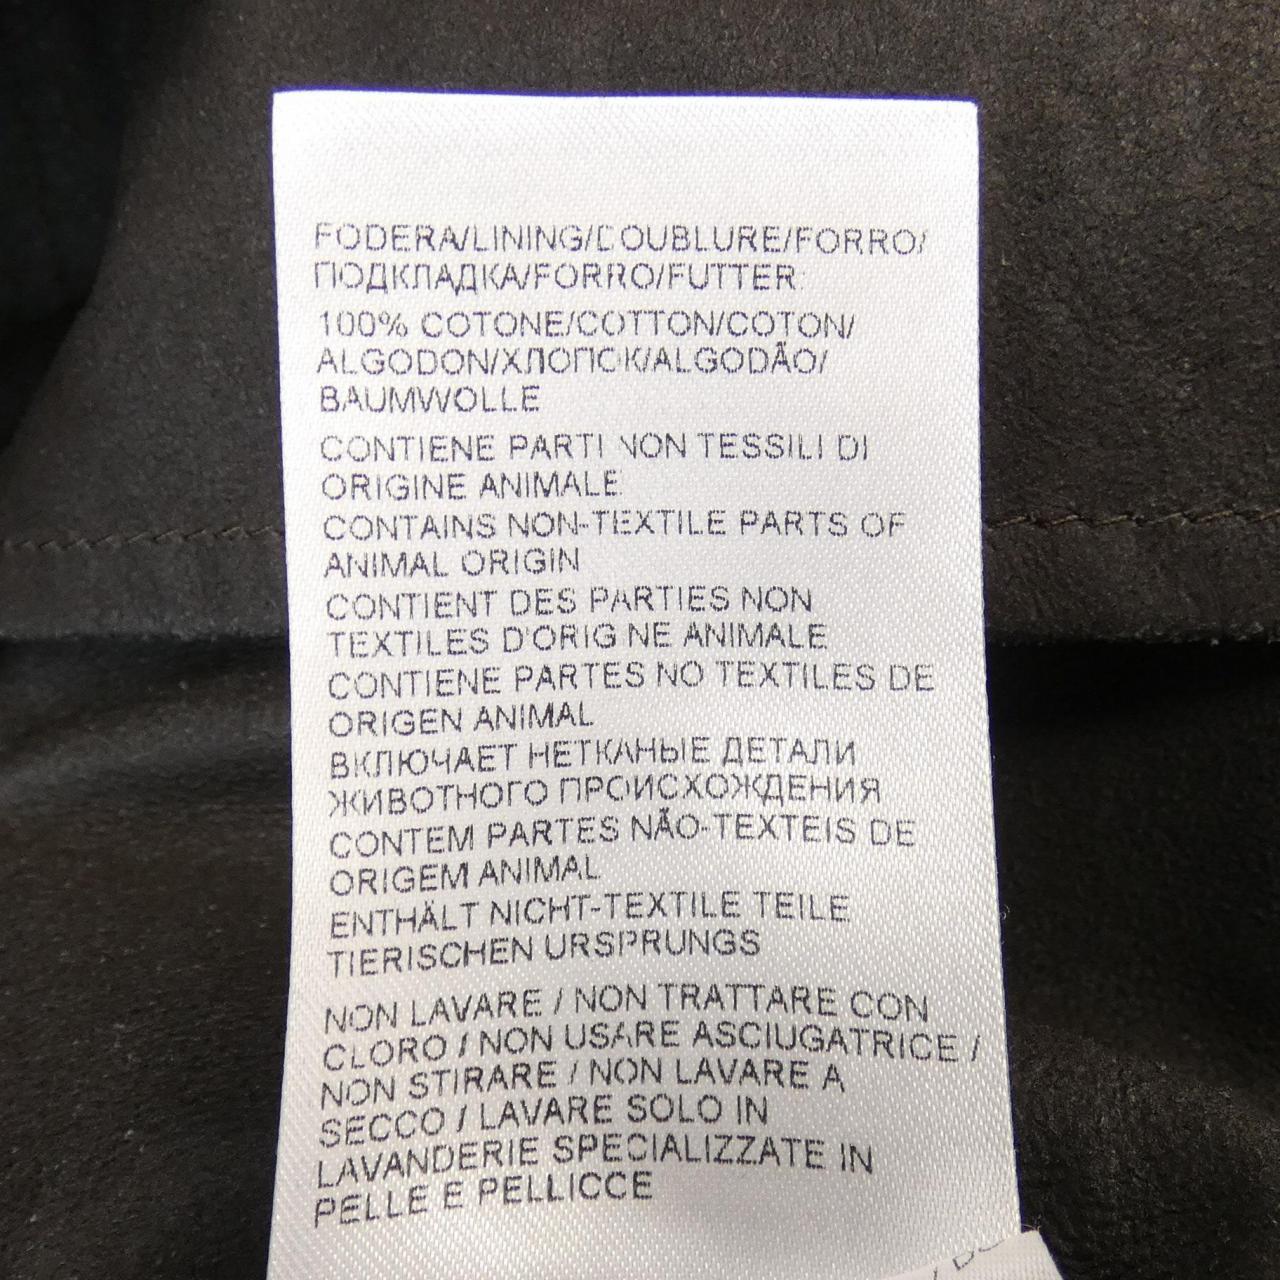 FODERA/LINING/DOUBLURE/FORRO/
ПОДКЛАДКА/FORRO/FUTTER:
100% COTONE/COTTON/COTON/
ALGODON/ХЛОПОК/ALGODÃO/
BAUMWOLLE
CONTIENE PARTI NON TESSILI DI
ORIGINE ANIMALE
CONTAINS NON-TEXTILE PARTS OF
ANIMAL ORIGIN
CONTIENT DES PARTIES NON
TEXTILES D'ORIGINE ANIMALE
CONTIENE PARTES NO TEXTILES DE
ORIGEN ANIMAL
ВКЛЮЧАЕТ НЕТКАНЫЕ ДЕТАЛИ
ЖИВОТНОГО ПРОИСХОЖДЕНИЯ
CONTEM PARTES NÃO-TEXTEIS DE
ORIGEM ANIMAL
ENTHÄLT NICHT-TEXTILE TEILE
TIERISCHEN URSPRUNGS
NON LAVARE / NON TRATTARE CON
CLORO / NON USARE ASCIUGATRICE /
NON STIRARE / NON LAVARE A
SECCO / LAVARE SOLO IN
LAVANDERIE SPECIALIZZATE IN
PELLE E PELLICCE